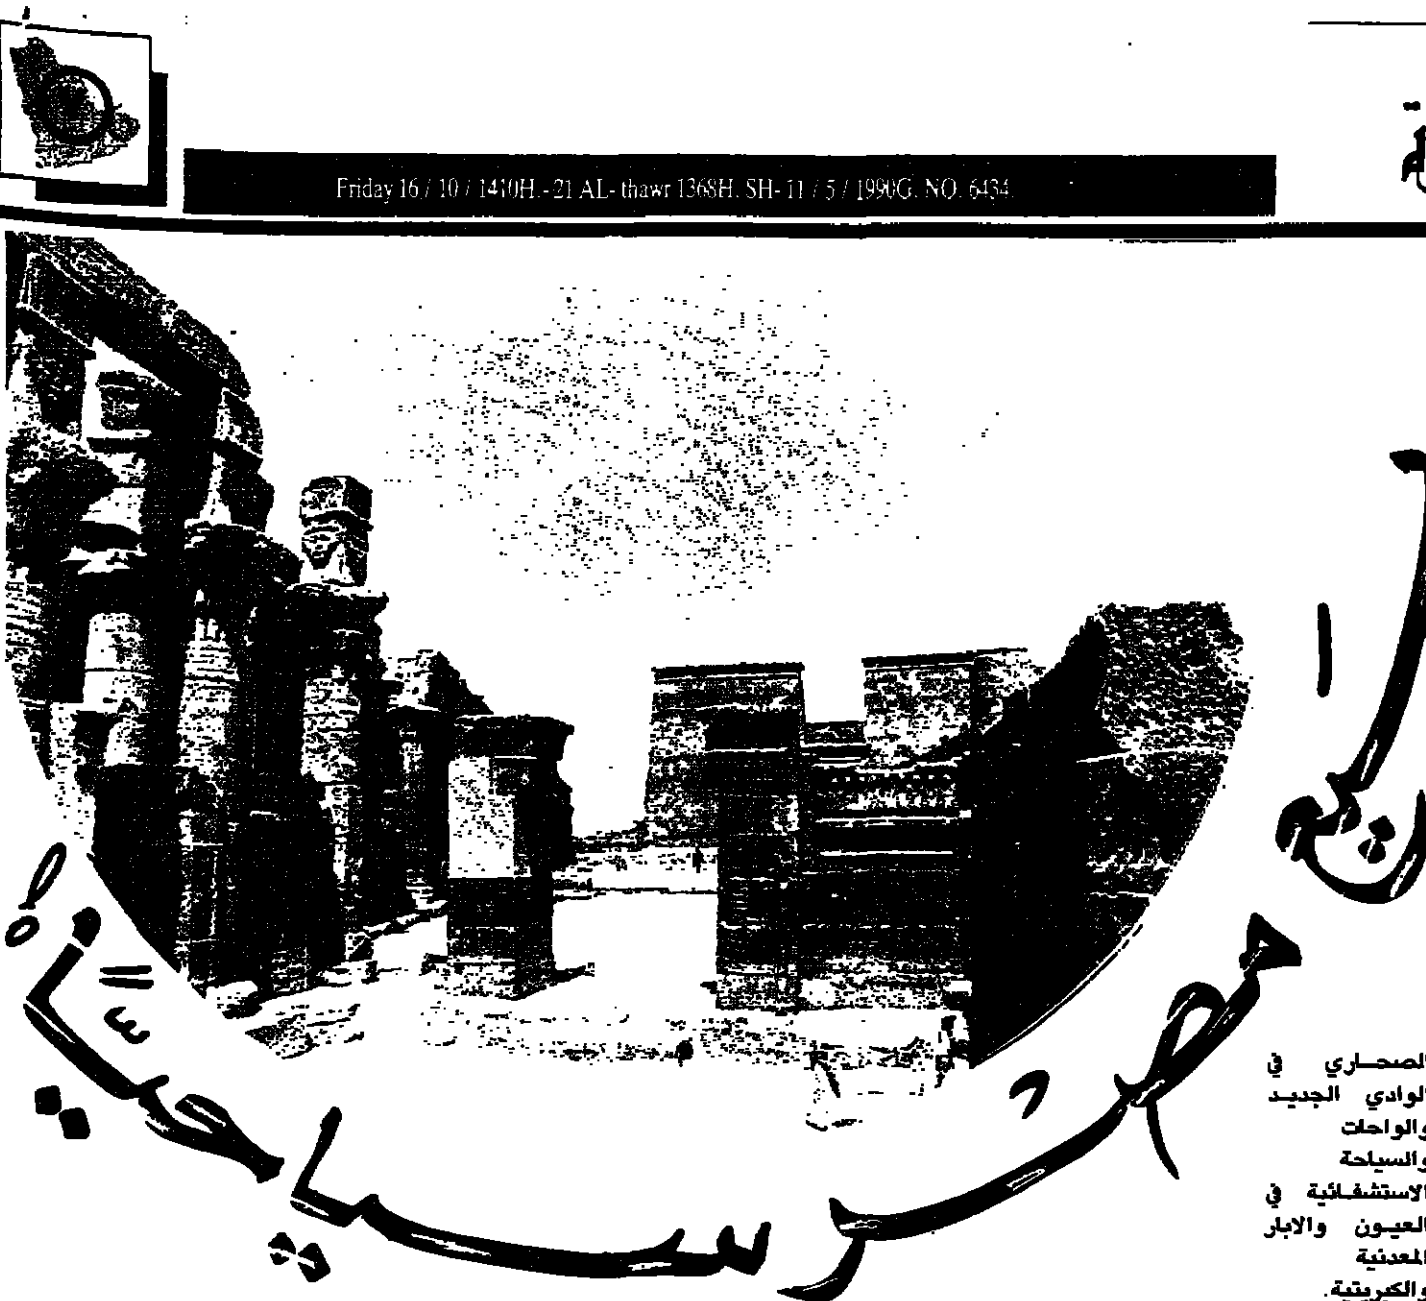 Friday 16 / 10 / 1410H. - 21 AL- thawr 1368H. SH- 11 / 5 / 1990G. NO. 6434.
مصر سياحياً!
الصحاري في
الوادي الجديد
والواحات
والسياحة
الاستشفائية في
العيون والابار
المعدنية
والكبريتية.